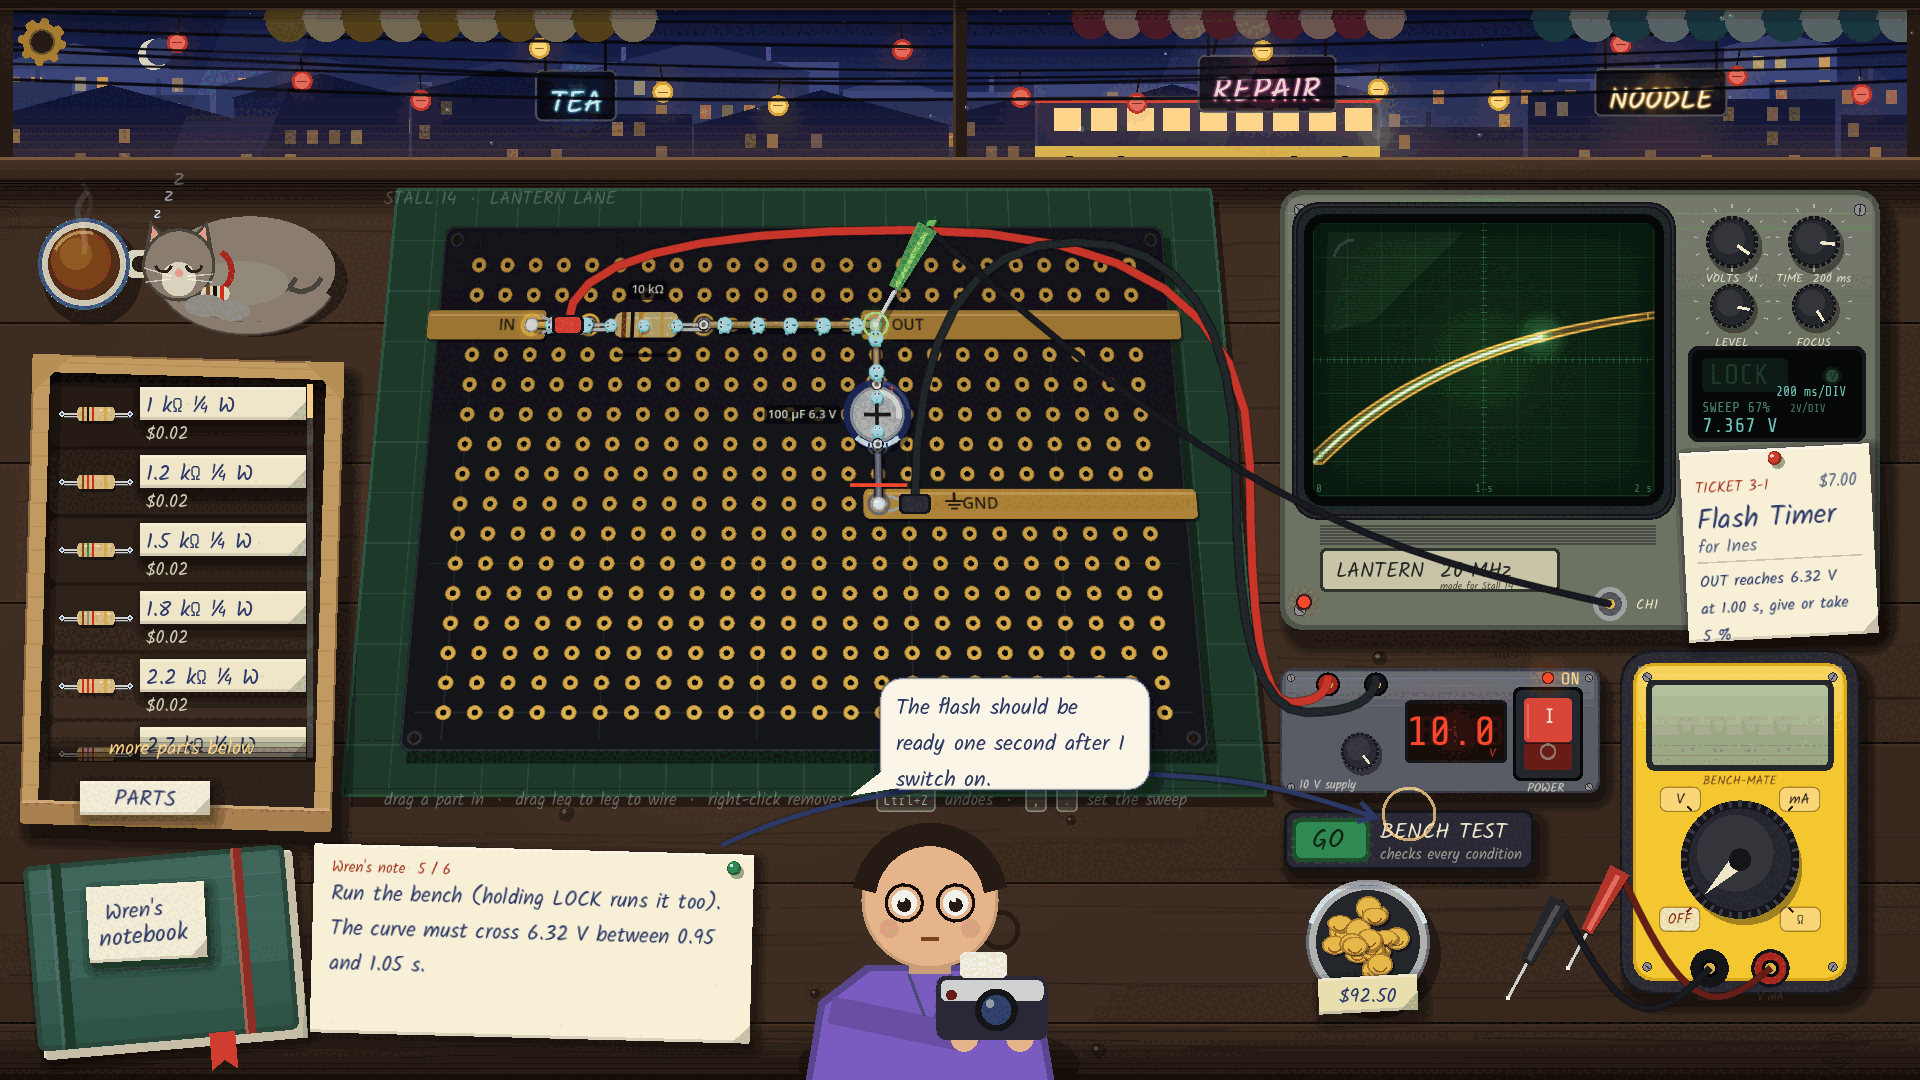 TEA
REPAIR
NOODLE
z
z
z
STALL 14 · LANTERN LANE
10 kΩ
IN
OUT
100 µF 6.3 V
GND
1 kΩ ¼ W
$0.02
1.2 kΩ ¼ W
$0.02
1.5 kΩ ¼ W
$0.02
1.8 kΩ ¼ W
$0.02
2.2 kΩ ¼ W
$0.02
more parts below
PARTS
VOLTS x1
TIME 200 ms
LEVEL
FOCUS
LOCK
200 ms/DIV
SWEEP 67% 2V/DIV
7.367 V
0
1 s
2 s
LANTERN 20 MHz
made for Stall 14
CH1
TICKET 3-1 $7.00
Flash Timer
for Ines
OUT reaches 6.32 V
at 1.00 s, give or take
5 %
The flash should be
ready one second after I
switch on.
drag a part in · drag leg to leg to wire · right-click removes · Ctrl+Z undoes · , . set the sweep
ON
10.0
V
I
10 V supply
POWER
GO
BENCH TEST
checks every condition
BENCH-MATE
V
mA
OFF
Ω
$92.50
Wren's
notebook
Wren's note 5 / 6
Run the bench (holding LOCK runs it too).
The curve must cross 6.32 V between 0.95
and 1.05 s.